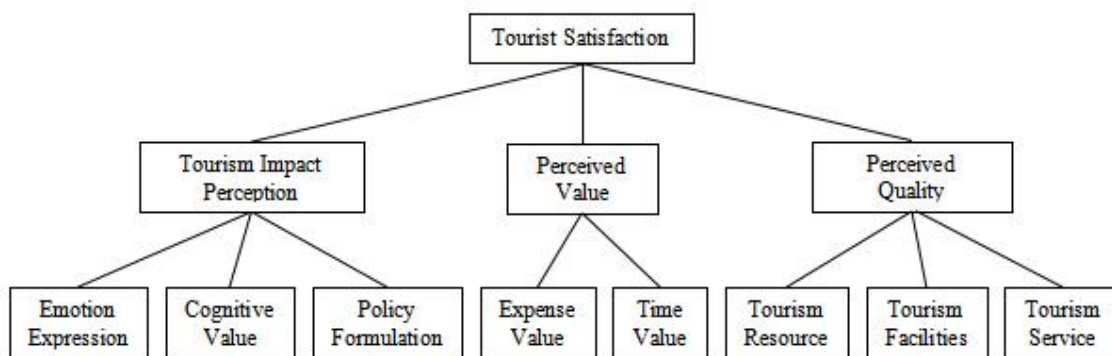 Tourist Satisfaction
Tourism Impact
Perception
Perceived
Value
Perceived
Quality
Emotion
Expression
Cognitive
Value
Policy
Formulation
Expense
Value
Time
Value
Tourism
Resource
Tourism
Facilities
Tourism
Service